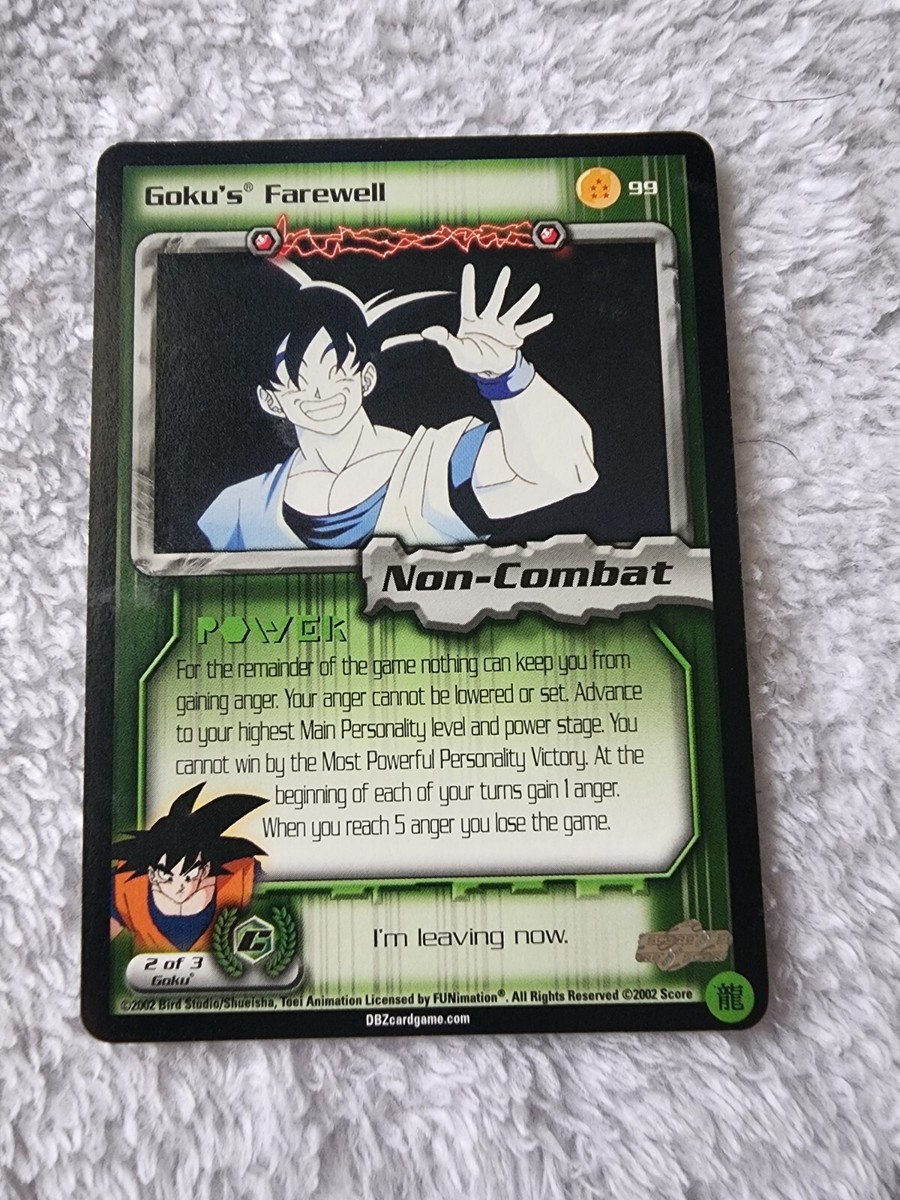 Goku's® Farewell
99
Non-Combat
POWER
For the remainder of the game nothing can keep you from
gaining anger. Your anger cannot be lowered or set. Advance
to your highest Main Personality level and power stage. You
cannot win by the Most Powerful Personality Victory. At the
beginning of each of your turns gain 1 anger.
When you reach 5 anger you lose the game.
I'm leaving now.
G
SCORE
2 of 3
Goku®
©2002 Bird Studio/Shueisha, Toei Animation Licensed by FUNimation®. All Rights Reserved ©2002 Score
龍
DBZcardgame.com